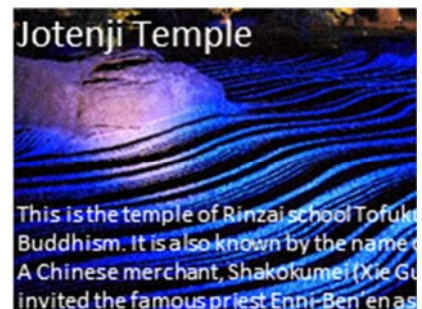 Jotenji Temple
This is the temple of Rinzai school
Buddhism. It is also known by the name
A Chinese merchant, Shakokumei (Xie
invited the famous priest Enni-Ben'en as